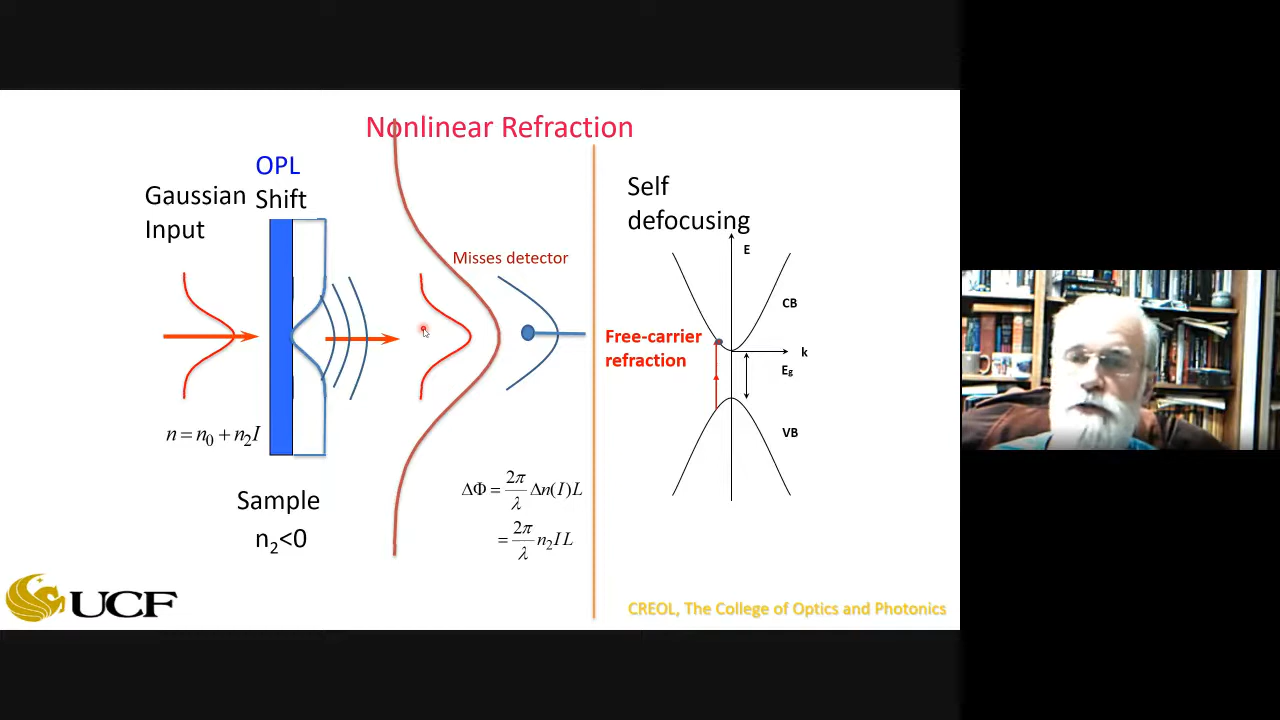 Nonlinear Refraction
OPL
Shift
Gaussian
Input
n = n₀ + n₂I
Sample
n₂<0
Misses detector
ΔΦ = 2π/λ Δn(I)L
= 2π/λ n₂IL
Self
defocusing
E
CB
Free-carrier
refraction
k
Eg
VB
UCF
CREOL, The College of Optics and Photonics